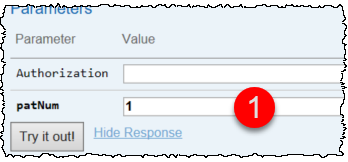 Parameters
Parameter Value
Authorization
patNum 1 1
Try it out! Hide Response